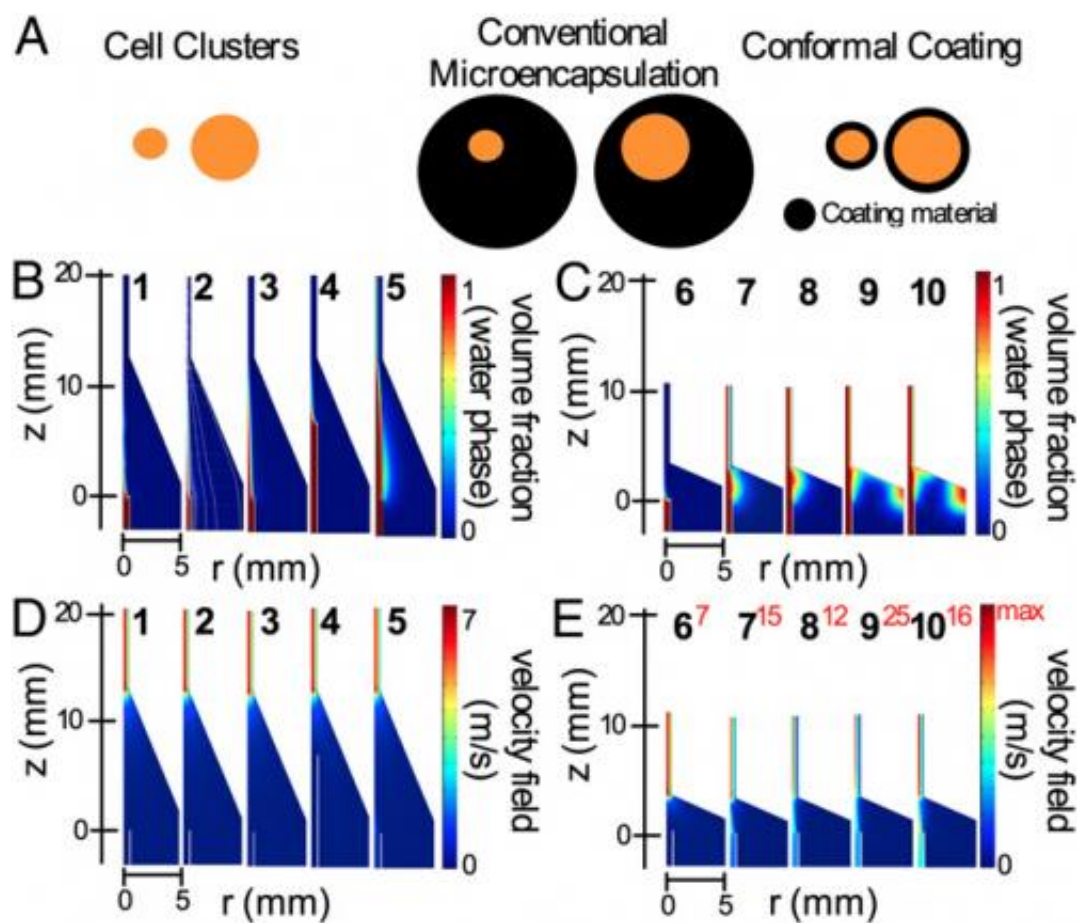 A
Cell Clusters
Conventional
Microencapsulation
Conformal Coating
Coating material
B
20
10
0
z (mm)
1 2 3 4 5
0 5
r (mm)
1
0
volume fraction
(water phase)
C
20
10
0
z (mm)
6 7 8 9 10
0 5
r (mm)
1
0
volume fraction
(water phase)
D
20
10
0
z (mm)
1 2 3 4 5
0 5
r (mm)
7
0
velocity field
(m/s)
E
20
10
0
z (mm)
6 7 7 15 8 12 9 25 10 16
0 5
r (mm)
max
0
velocity field
(m/s)